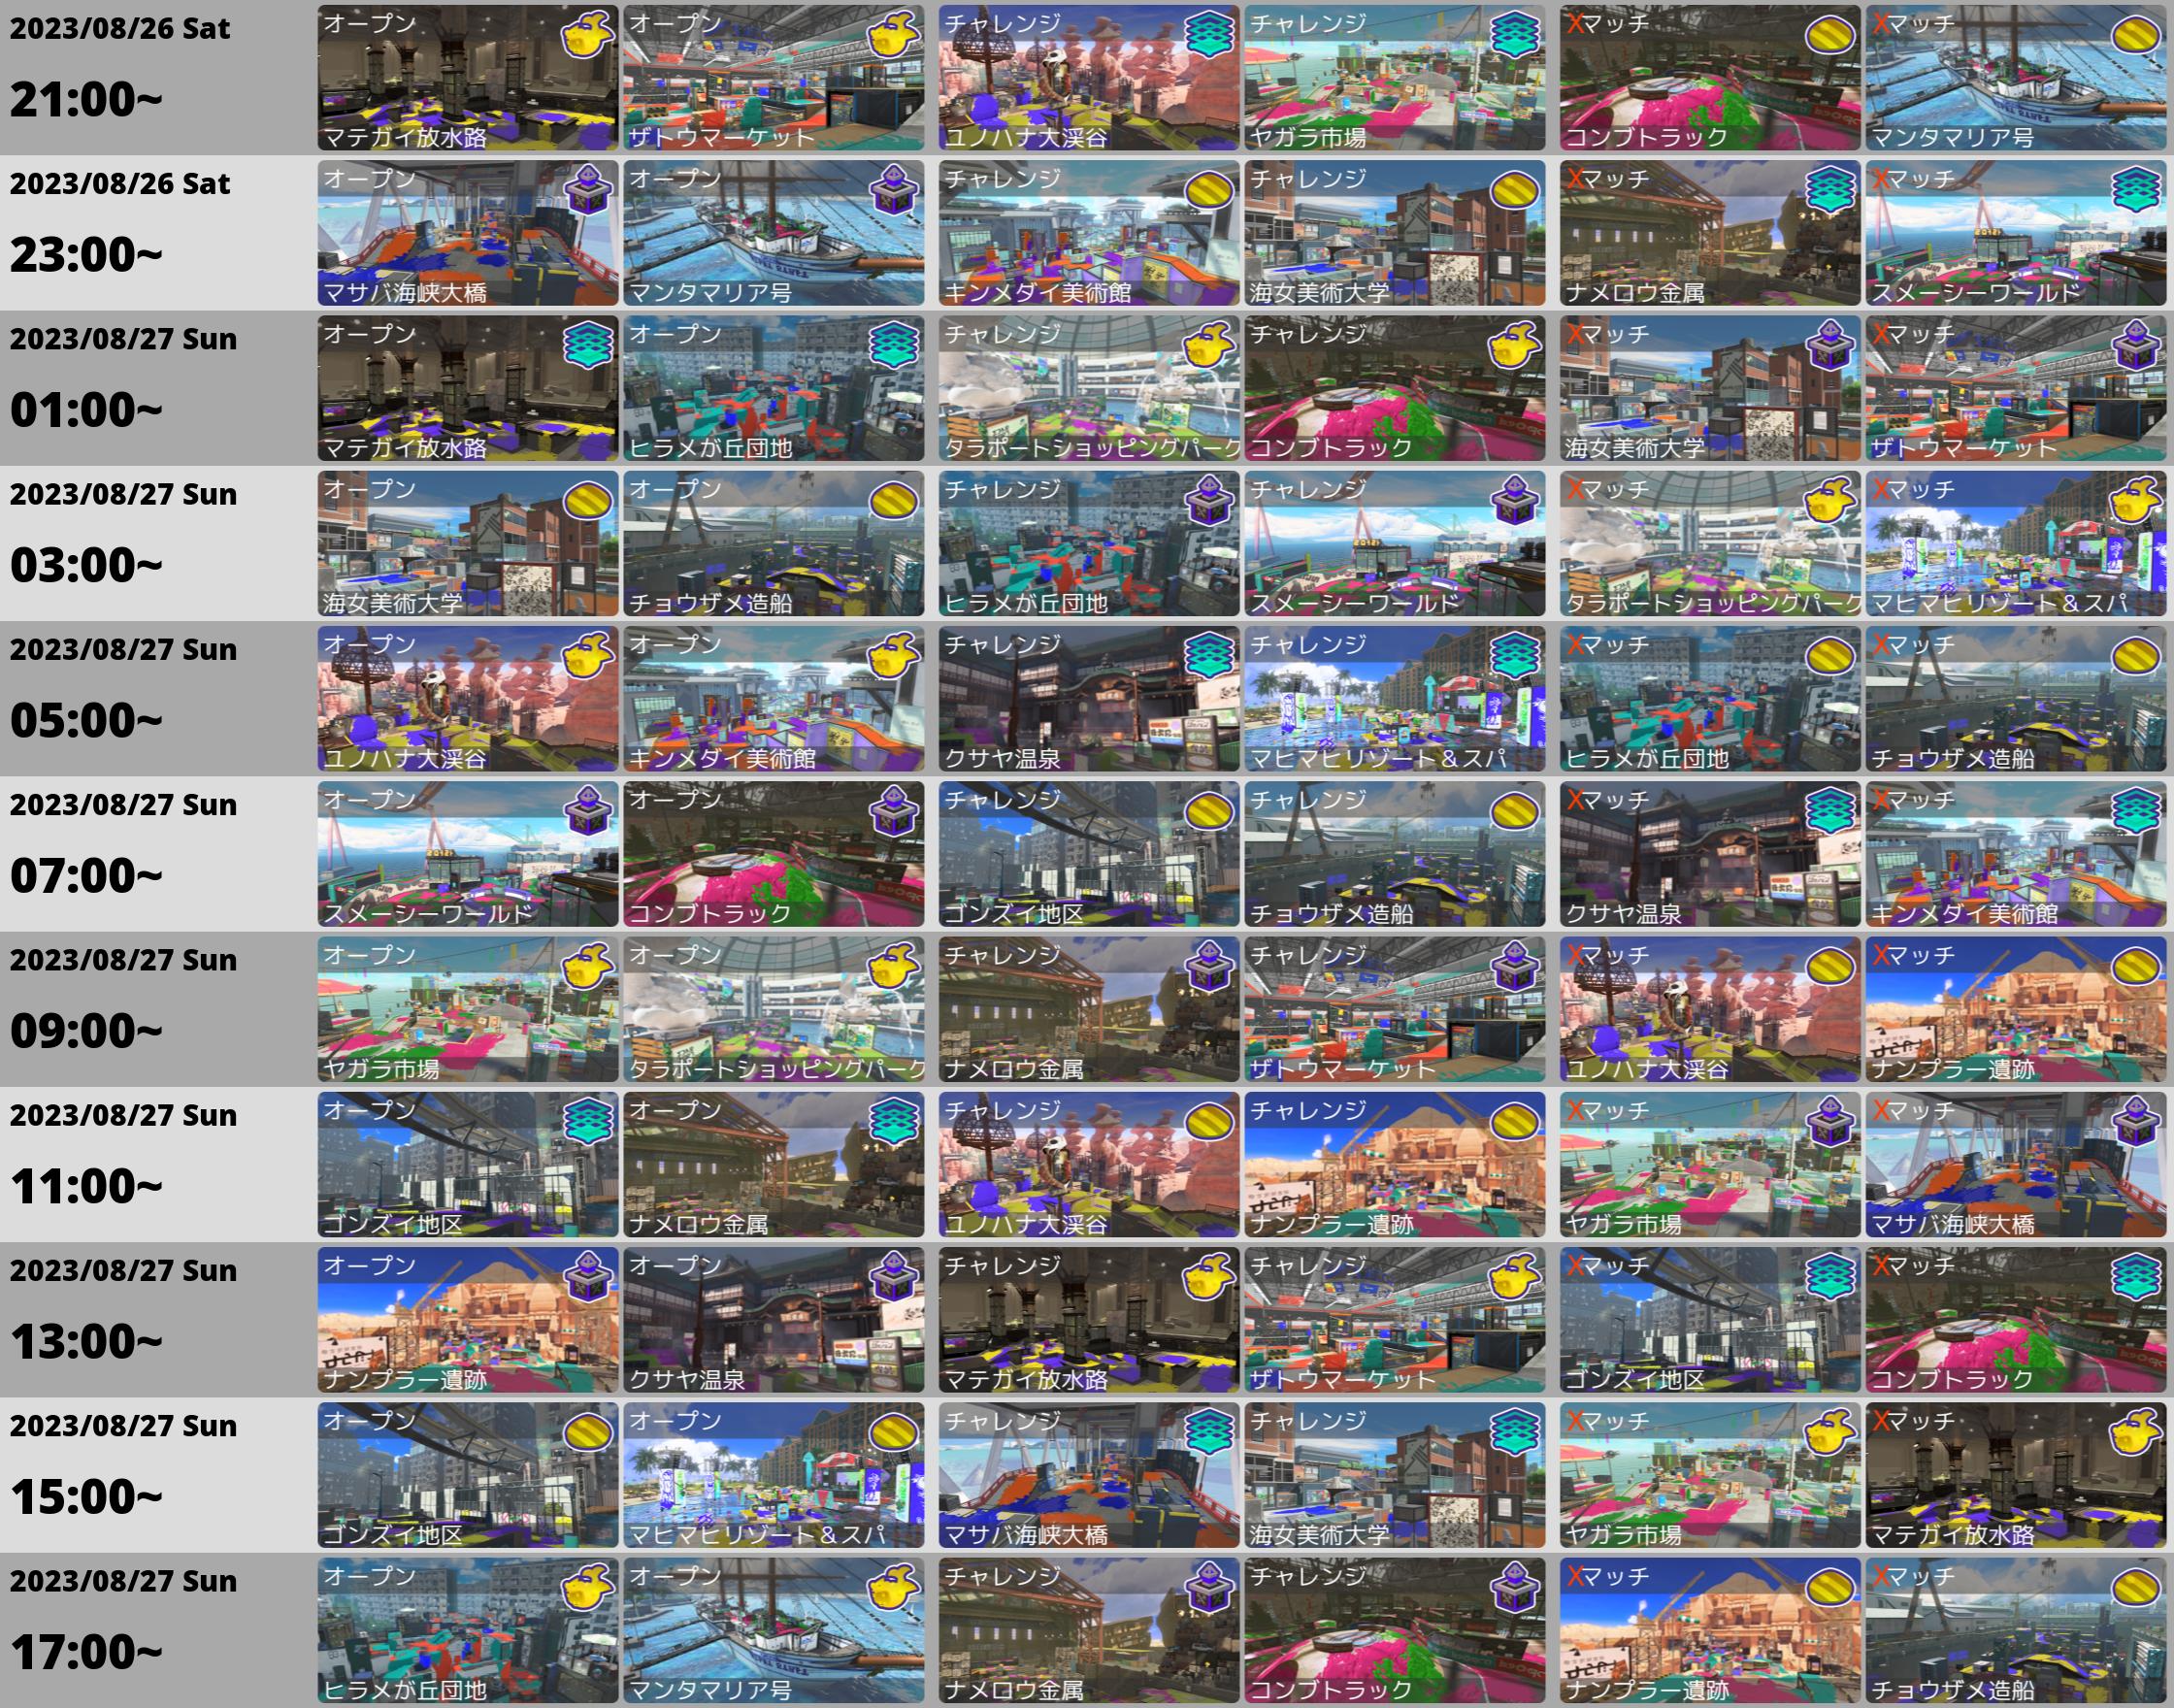 2023/08/26 Sat
21:00~
オープン
マテガイ放水路
オープン
ザトウマーケット
チャレンジ
ユノハナ大渓谷
チャレンジ
ヤガラ市場
Xマッチ
コンブトラック
Xマッチ
マンタマリア号
2023/08/26 Sat
23:00~
オープン
マサバ海峡大橋
オープン
マンタマリア号
チャレンジ
キンメダイ美術館
チャレンジ
海女美術大学
Xマッチ
ナメロウ金属
Xマッチ
スメーシーワールド
2023/08/27 Sun
01:00~
オープン
マテガイ放水路
オープン
ヒラメが丘団地
チャレンジ
タラポートショッピングパーク
チャレンジ
コンブトラック
Xマッチ
海女美術大学
Xマッチ
ザトウマーケット
2023/08/27 Sun
03:00~
オープン
海女美術大学
オープン
チョウザメ造船
チャレンジ
ヒラメが丘団地
チャレンジ
スメーシーワールド
Xマッチ
タラポートショッピングパーク
Xマッチ
マヒマヒリゾート&スパ
2023/08/27 Sun
05:00~
オープン
ユノハナ大渓谷
オープン
キンメダイ美術館
チャレンジ
クサヤ温泉
チャレンジ
マヒマヒリゾート&スパ
Xマッチ
ヒラメが丘団地
Xマッチ
チョウザメ造船
2023/08/27 Sun
07:00~
オープン
スメーシーワールド
オープン
コンブトラック
チャレンジ
ゴンズイ地区
チャレンジ
チョウザメ造船
Xマッチ
クサヤ温泉
Xマッチ
キンメダイ美術館
2023/08/27 Sun
09:00~
オープン
ヤガラ市場
オープン
タラポートショッピングパーク
チャレンジ
ナメロウ金属
チャレンジ
ザトウマーケット
Xマッチ
ユノハナ大渓谷
Xマッチ
ナンプラー遺跡
2023/08/27 Sun
11:00~
オープン
ゴンズイ地区
オープン
ナメロウ金属
チャレンジ
ユノハナ大渓谷
チャレンジ
ナンプラー遺跡
Xマッチ
ヤガラ市場
Xマッチ
マサバ海峡大橋
2023/08/27 Sun
13:00~
オープン
ナンプラー遺跡
オープン
クサヤ温泉
チャレンジ
マテガイ放水路
チャレンジ
ザトウマーケット
Xマッチ
ゴンズイ地区
Xマッチ
コンブトラック
2023/08/27 Sun
15:00~
オープン
ゴンズイ地区
オープン
マヒマヒリゾート&スパ
チャレンジ
マサバ海峡大橋
チャレンジ
海女美術大学
Xマッチ
ヤガラ市場
Xマッチ
マテガイ放水路
2023/08/27 Sun
17:00~
オープン
ヒラメが丘団地
オープン
マンタマリア号
チャレンジ
ナメロウ金属
チャレンジ
コンブトラック
Xマッチ
ナンプラー遺跡
Xマッチ
チョウザメ造船